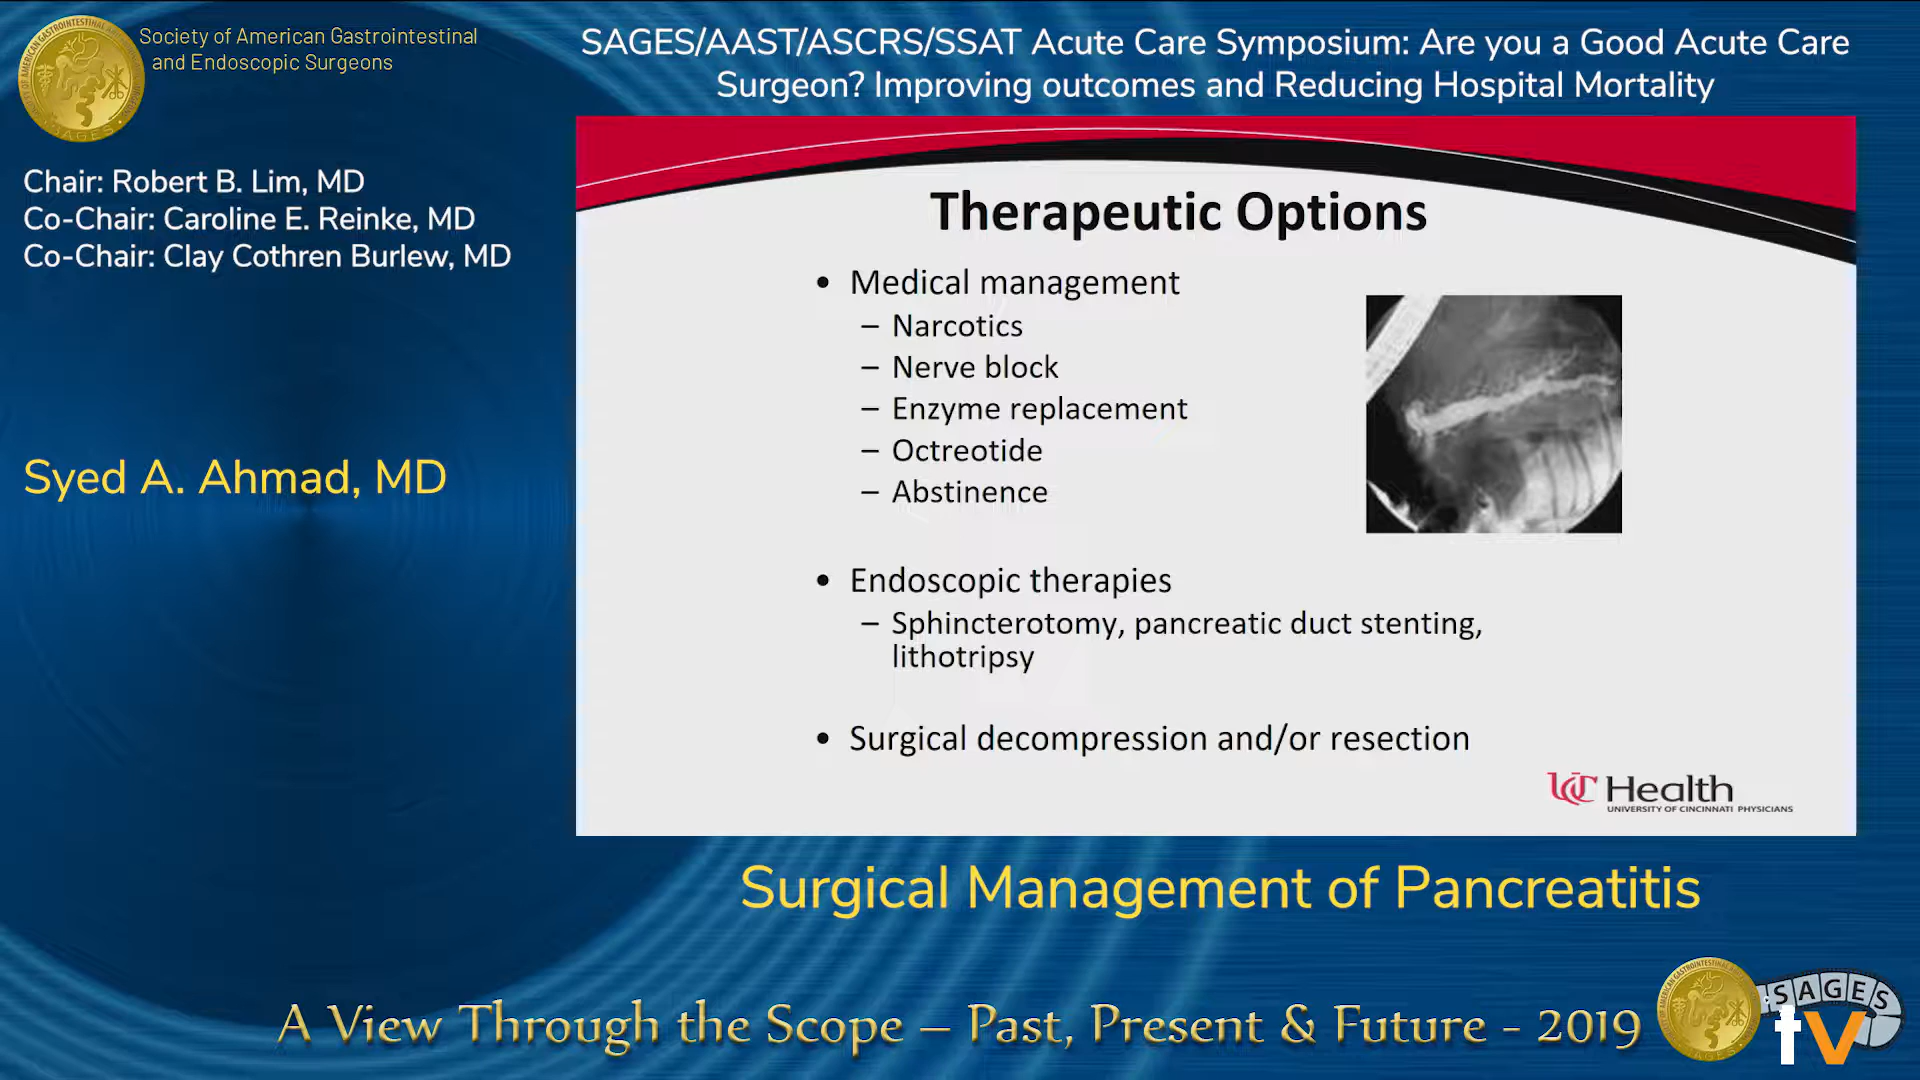 Society of American Gastrointestinal
and Endoscopic Surgeons
SAGES/AAST/ASCRS/SSAT Acute Care Symposium: Are you a Good Acute Care
Surgeon? Improving outcomes and Reducing Hospital Mortality
Chair: Robert B. Lim, MD
Co-Chair: Caroline E. Reinke, MD
Co-Chair: Clay Cothren Burlew, MD
Syed A. Ahmad, MD
Therapeutic Options
• Medical management
– Narcotics
– Nerve block
– Enzyme replacement
– Octreotide
– Abstinence
• Endoscopic therapies
– Sphincterotomy, pancreatic duct stenting,
lithotripsy
• Surgical decompression and/or resection
UC Health
UNIVERSITY OF CINCINNATI PHYSICIANS
Surgical Management of Pancreatitis
A View Through the Scope – Past, Present & Future - 2019
SAGES
tv